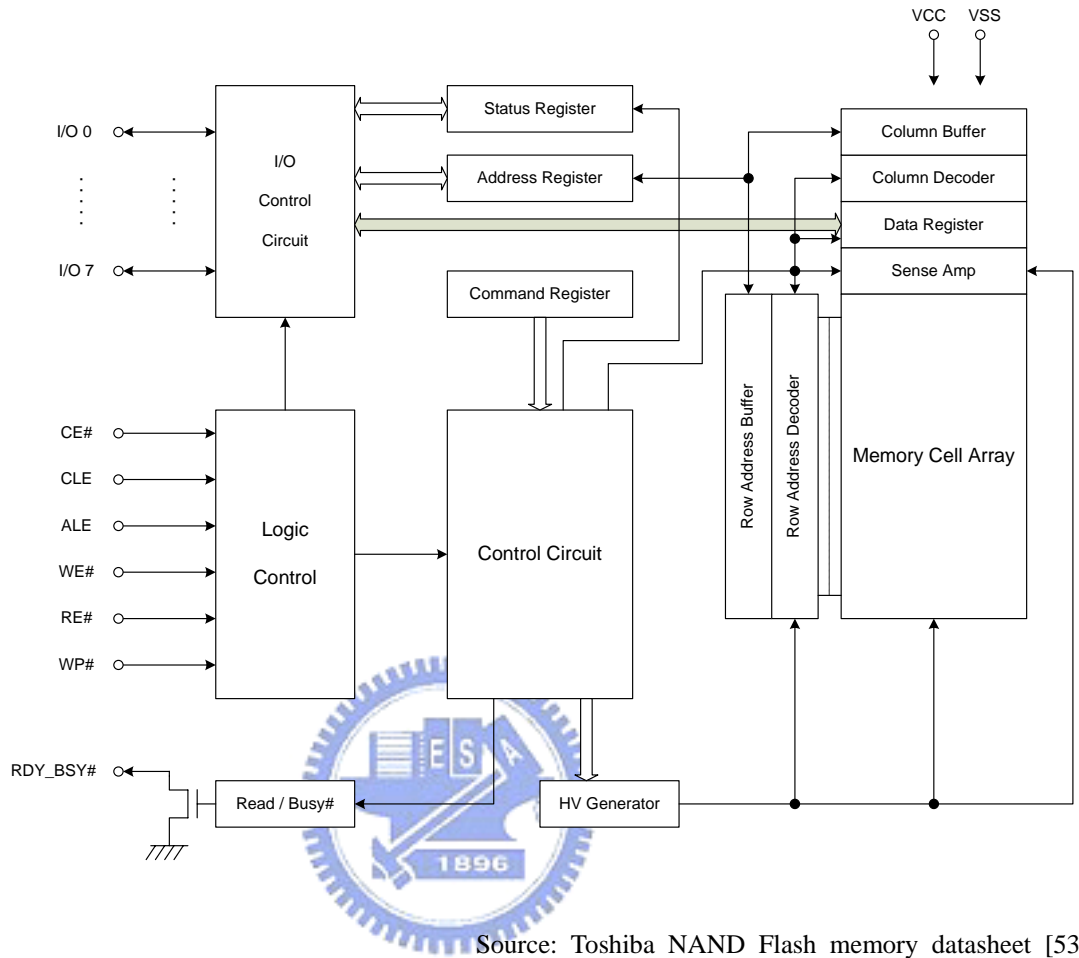 VCC VSS
Status Register
Column Buffer
I/O 0
I/O
Control
Circuit
Address Register
Column Decoder
Data Register
I/O 7
Sense Amp
Command Register
Row Address Buffer
Row Address Decoder
Memory Cell Array
CE#
CLE
ALE
WE#
RE#
WP#
Logic
Control
Control Circuit
RDY_BSY#
Read / Busy#
HV Generator
ESA
1896
Source: Toshiba NAND Flash memory datasheet [53